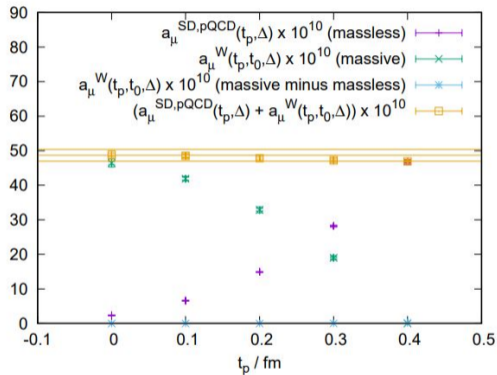 90
80
70
60
50
40
30
20
10
0
a_μ^{SD,pQCD}(t_p,Δ) x 10^{10} (massless)
a_μ^W(t_p,t_0,Δ) x 10^{10} (massive)
a_μ^W(t_p,t_0,Δ) x 10^{10} (massive minus massless)
(a_μ^{SD,pQCD}(t_p,Δ) + a_μ^W(t_p,t_0,Δ)) x 10^{10}
-0.1 0 0.1 0.2 0.3 0.4 0.5
t_p / fm